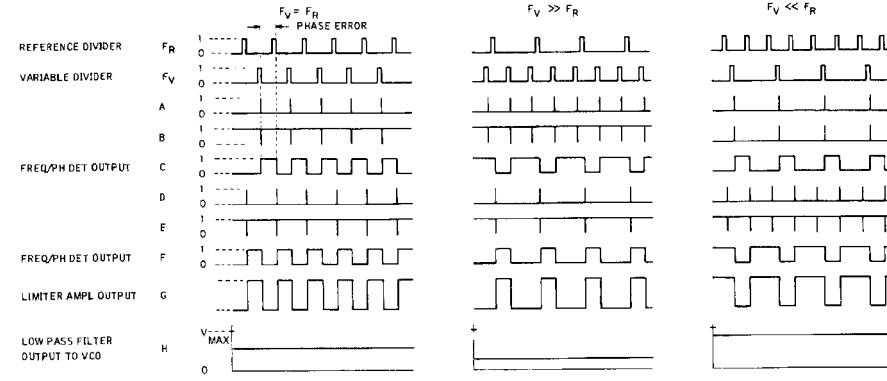 F_V = F_R
F_V >> F_R
F_V << F_R
PHASE ERROR
REFERENCE DIVIDER F_R 1 0
VARIABLE DIVIDER F_V 1 0
A 1 0
B 1 0
FREQ/PH DET OUTPUT C 1 0
D 1 0
E 1 0
FREQ/PH DET OUTPUT F 1 0
LIMITER AMPL OUTPUT G
LOW PASS FILTER
OUTPUT TO VCO H V MAX 0